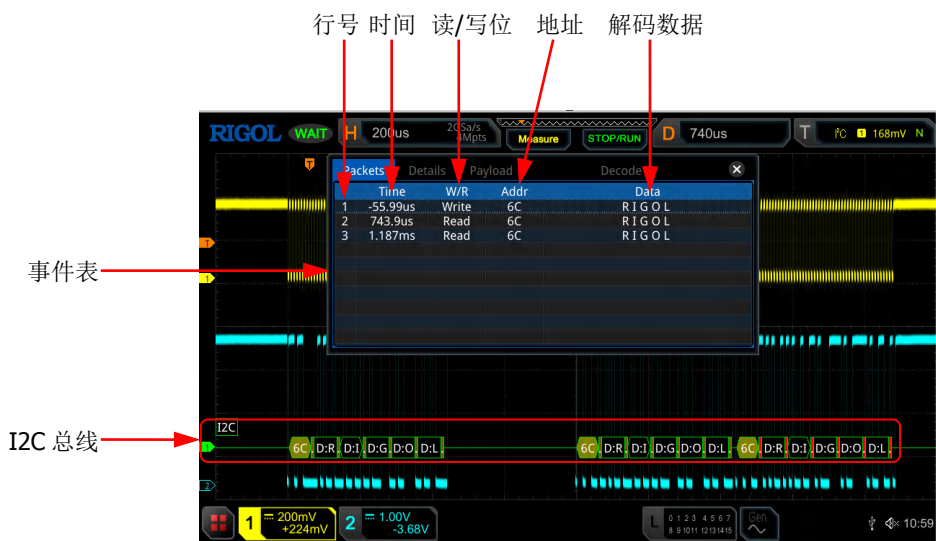 行号 时间 读/写位 地址 解码数据
RIGOL WAIT H 200us 2GSa/s 4Mpts Measure STOP/RUN D 740us T I²C 1 168mV N
T
Packets Details Payload Decode
Time W/R Addr Data
1 -55.99us Write 6C R I G O L
2 743.9us Read 6C R I G O L
3 1.187ms Read 6C R I G O L
T
事件表
1
I2C
I2C 总线
6C D:R D:I D:G D:O D:L 6C D:R D:I D:G D:O D:L 6C D:R D:I D:G D:O D:L
2
1 200mV 2 1.00V L 0 1 2 3 4 5 6 7 Gen
+224mV -3.68V 8 9 10 11 12 13 14 15 10:59